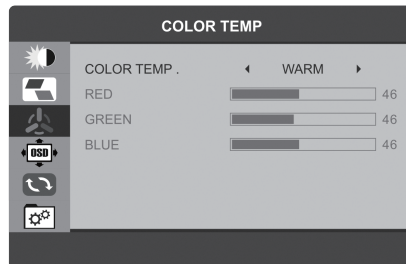 COLOR TEMP
COLOR TEMP . WARM
RED 46
GREEN 46
BLUE 46
OSD